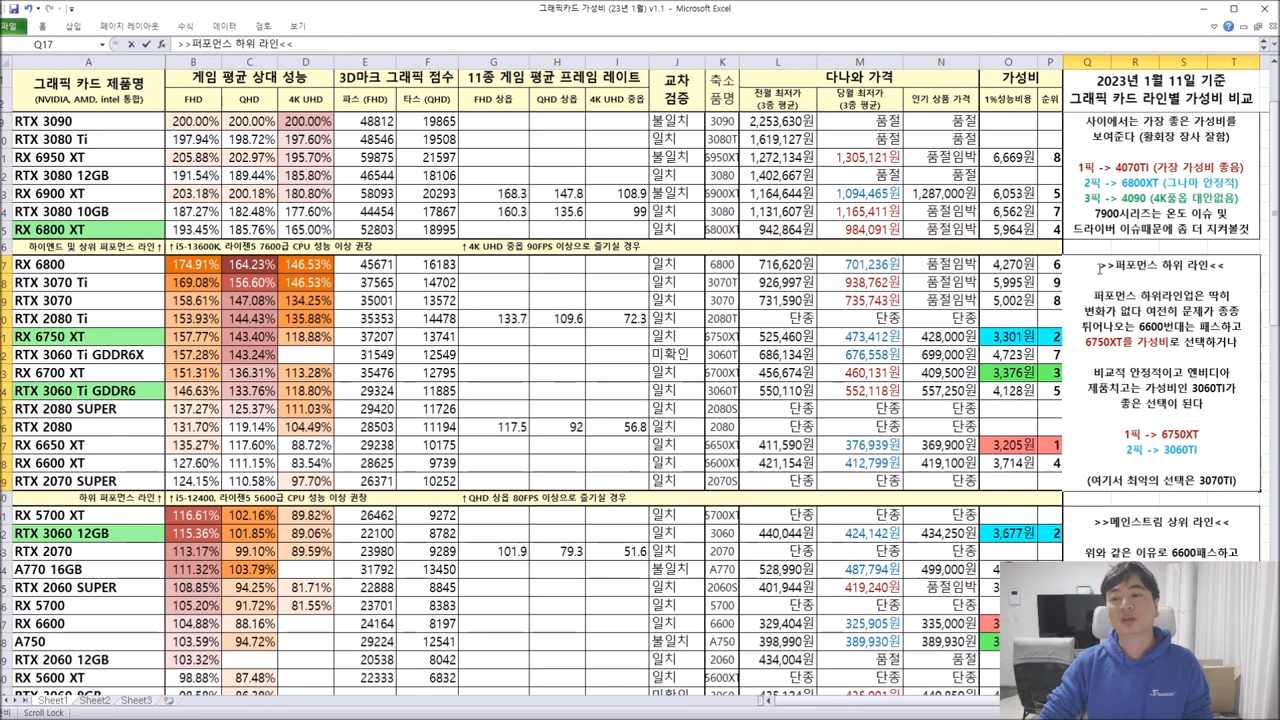 그래픽카드 가성비 (23년 1월) v1.1 - Microsoft Excel
파일 홈 삽입 페이지 레이아웃 수식 데이터 검토 보기
Q17 >>퍼포먼스 하위 라인<<
A B C D E F G H I J K L M N O P Q R S T
그래픽 카드 제품명 게임 평균 상대 성능 3D마크 그래픽 점수 11종 게임 평균 프레임 레이트 교차 축소 다나와 가격 가성비
(NVIDIA, AMD, intel 통합) FHD QHD 4K UHD 파스 (FHD) 타스 (QHD) FHD 상옵 QHD 상옵 4K UHD 중옵 검증 품명 전월 최저가 (3종 평균) 당월 최저가 (3종 평균) 인기 상품 가격 1%성능비용 순위
RTX 3090 200.00% 200.00% 200.00% 48812 19865 불일치 3090 2,253,630원 품절 품절
RTX 3080 Ti 197.94% 198.72% 197.60% 54508 18995 일치 3080T 1,619,127원 품절 품절
RX 6950 XT 205.88% 202.97% 195.70% 59875 21597 불일치 6950XT 1,272,134원 1,305,121원 품절임박 6,669원 8
RTX 3080 12GB 191.54% 189.44% 185.80% 46544 18106 일치 3080 1,402,667원 품절 품절
RX 6900 XT 203.18% 200.18% 180.80% 58093 20293 168.3 147.8 108.9 불일치 6900XT 1,164,644원 1,094,465원 1,287,000원 6,053원 5
RTX 3080 10GB 187.27% 182.48% 177.60% 44454 17867 160.3 135.6 99 일치 3080 1,131,607원 1,165,411원 품절임박 6,562원 7
RX 6800 XT 193.45% 185.76% 165.00% 52121 18217 일치 6800XT 942,864원 984,091원 품절임박 5,964원 4
하이엔드 및 상위 퍼포먼스 라인↑ ↑i5-13600K, 라이젠5 7600급 CPU 성능 이상 권장 ↑4K UHD 중옵 90FPS 이상으로 즐기실 경우
RX 6800 174.91% 164.23% 146.53% 45671 16183 일치 6800 716,620원 701,236원 품절임박 4,270원 6
RTX 3070 Ti 169.08% 156.60% 146.53% 37565 14702 일치 3070T 926,997원 938,762원 품절임박 5,995원 9
RTX 3070 158.61% 147.08% 134.25% 35001 13572 일치 3070 731,590원 735,743원 품절임박 5,002원 8
RTX 2080 Ti 153.93% 144.43% 135.88% 35353 14478 133.7 109.6 72.3 일치 2080T 단종 단종 단종
RX 6750 XT 157.77% 143.40% 118.88% 37207 13741 일치 6750XT 525,460원 473,412원 428,000원 3,301원 2
RTX 3060 Ti GDDR6X 157.28% 143.24% 31549 12549 미확인 3060T 686,134원 676,558원 699,000원 4,723원 7
RX 6700 XT 151.31% 136.31% 113.28% 35755 12670 일치 6700XT 456,674원 460,131원 409,500원 3,376원 3
RTX 3060 Ti GDDR6 146.63% 133.76% 118.80% 29324 11885 일치 3060T 550,110원 552,118원 557,250원 4,128원 5
RTX 2080 SUPER 137.27% 125.37% 111.03% 29420 11726 일치 2080S 단종 단종 단종
RTX 2080 131.70% 119.14% 104.49% 28503 11194 117.5 92 56.8 일치 2080 단종 단종 단종
RX 6650 XT 135.27% 117.60% 88.72% 29238 10175 일치 6650XT 411,590원 376,939원 369,900원 3,205원 1
RX 6600 XT 127.60% 111.15% 83.54% 28625 9739 일치 6600XT 421,154원 412,799원 419,100원 3,714원 4
RTX 2070 SUPER 124.15% 110.58% 97.70% 26371 10252 일치 2070S 단종 단종 단종
하위 퍼포먼스 라인↑ ↑i5-12400, 라이젠5 5600급 CPU 성능 이상 권장 ↑QHD 상옵 80FPS 이상으로 즐기실 경우
RX 5700 XT 116.61% 102.16% 89.82% 26462 9272 일치 5700XT 단종 단종 단종
RTX 3060 12GB 115.36% 101.85% 89.06% 22100 8782 일치 3060 440,044원 424,142원 434,250원 3,677원 2
RTX 2070 113.17% 99.10% 89.59% 23980 9289 101.9 79.3 51.6 일치 2070 단종 단종 단종
A770 16GB 111.32% 103.79% 31792 13450 불일치 A770 528,990원 487,794원 499,000원
RTX 2060 SUPER 108.85% 94.25% 81.71% 22888 8845 일치 2060S 401,944원 419,240원 품절임박
RX 5700 105.20% 91.72% 81.55% 23701 8383 일치 5700 단종 단종 단종
RX 6600 104.88% 88.16% 24164 8197 일치 6600 329,404원 325,905원 335,000원
A750 103.59% 94.72% 29224 12541 불일치 A750 398,990원 389,930원 389,930원
RTX 2060 12GB 103.32% 20538 8042 일치 2060 434,004원 품절 품절
RX 5600 XT 98.88% 87.48% 22333 6832 일치 5600XT 단종 단종 단종
2023년 1월 11일 기준
그래픽 카드 라인별 가성비 비교
사이에서는 가장 좋은 가성비를
보여준다 (황회장 장사 잘함)
1픽 -> 4070TI (가장 가성비 좋음)
2픽 -> 6800XT (그나마 안정적)
3픽 -> 4090 (4K풀옵 대안없음)
7900시리즈는 온도 이슈 및
드라이버 이슈때문에 좀 더 지켜볼것
>>퍼포먼스 하위 라인<<
퍼포먼스 하위라인업은 딱히
변화가 없다 여전히 문제가 종종
튀어나오는 6600번대는 패스하고
6750XT를 가성비로 선택하거나
비교적 안정적이고 엔비디아
제품치고는 가성비인 3060TI가
좋은 선택이 된다
1픽 -> 6750XT
2픽 -> 3060TI
(여기서 최악의 선택은 3070TI)
>>메인스트림 상위 라인<<
위와 같은 이유로 6600패스하고
Sheet1 Sheet2 Sheet3
Scroll Lock